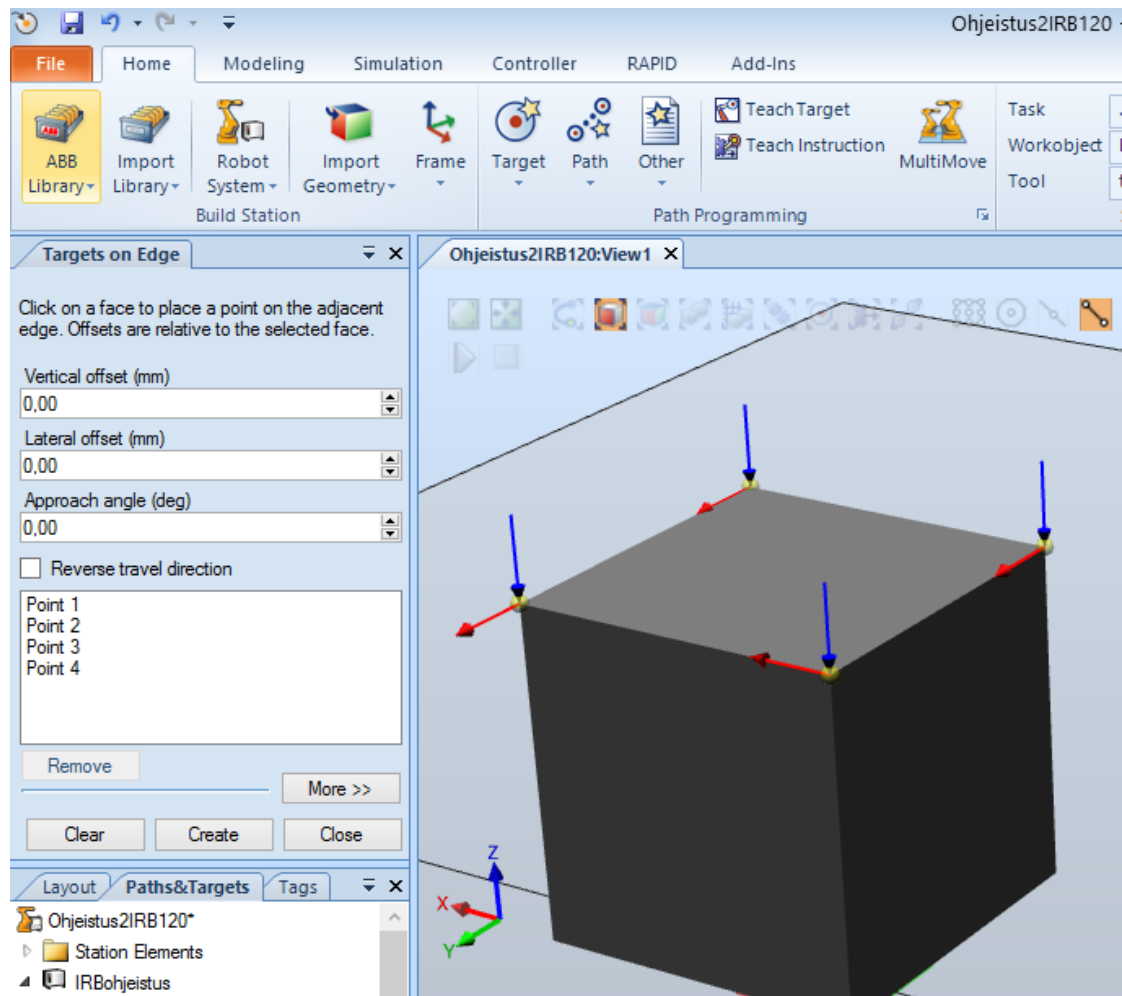 Ohjeistus2IRB120 -
File Home Modeling Simulation Controller RAPID Add-Ins
ABB Library
Import Library
Robot System
Import Geometry
Frame
Target
Path
Other
Teach Target
Teach Instruction
MultiMove
Task
Workobject
Tool
Build Station
Path Programming
Targets on Edge
Ohjeistus2IRB120:View1
Click on a face to place a point on the adjacent
edge. Offsets are relative to the selected face.
Vertical offset (mm)
0,00
Lateral offset (mm)
0,00
Approach angle (deg)
0,00
Reverse travel direction
Point 1
Point 2
Point 3
Point 4
Remove
More >>
Clear Create Close
Layout Paths&Targets Tags
Ohjeistus2IRB120*
Station Elements
IRBohjeistus
Z
X
Y